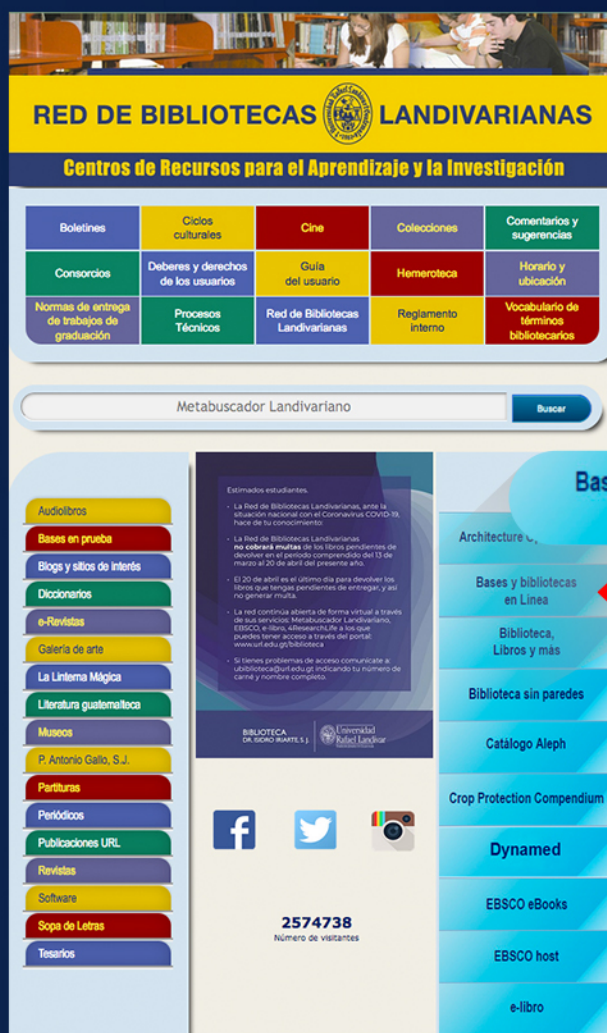 RED DE BIBLIOTECAS LANDIVARIANAS
Centros de Recursos para el Aprendizaje y la Investigación
Boletines
Ciclos
culturales
Cine
Colecciones
Comentarios y
sugerencias
Consorcios
Deberes y derechos
de los usuarios
Guía
del usuario
Hemeroteca
Horario y
ubicación
Normas de entrega
de trabajos de
graduación
Procesos
Técnicos
Red de Bibliotecas
Landivarianas
Reglamento
interno
Vocabulario de
términos
bibliotecarios
Metabuscador Landivariano
Buscar
Audiolibros
Bases en prueba
Blogs y sitios de interés
Diccionarios
e-Revistas
Galería de arte
La Linterna Mágica
Literatura guatemalteca
Museos
P. Antonio Gallo, S.J.
Partituras
Periódicos
Publicaciones URL
Revistas
Software
Sopa de Letras
Tesarios
Estimados estudiantes.
- La Red de Bibliotecas Landivarianas, ante la
situación nacional con el Coronavirus COVID-19,
hace de tu conocimiento:
- La Red de Bibliotecas Landivarianas
no cobrará multas de los libros pendientes de
devolver en el periodo comprendido del 13 de
marzo al 20 de abril del presente año.
- El 20 de abril es el último día para devolver los
libros que tengas pendientes de entregar, y así
no generar multa.
- La red continúa abierta de forma virtual a través
de sus servicios: Metabuscador Landivariano,
EBSCO, e-libro, 4ResearchLife a los que
puedes tener acceso a través del portal:
www.url.edu.gt/biblioteca
- Si tienes problemas de acceso comunícate a:
ubiblioteca@url.edu.gt indicando tu número de
carné y nombre completo.
BIBLIOTECA
DR. ISIDRO IRIARTE, S. J.
Universidad
Rafael Landívar
2574738
Número de visitantes
Bas
Architecture
Bases y bibliotecas
en Linea
Biblioteca,
Libros y más
Biblioteca sin paredes
Catálogo Aleph
Crop Protection Compendium
Dynamed
EBSCO eBooks
EBSCO host
e-libro